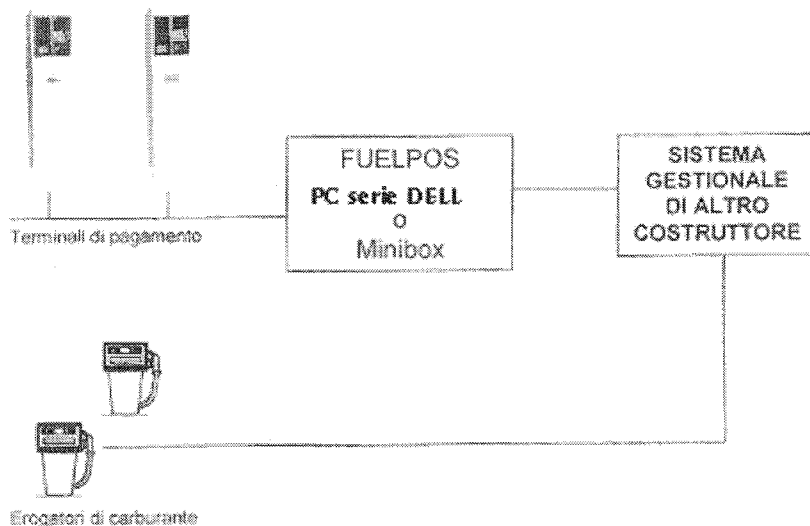 FUELPOS
PC serie DELL
o
Minibox
SISTEMA
GESTIONALE
DI ALTRO
COSTRUTTORE
Terminali di pagamento
Erogatori di carburante